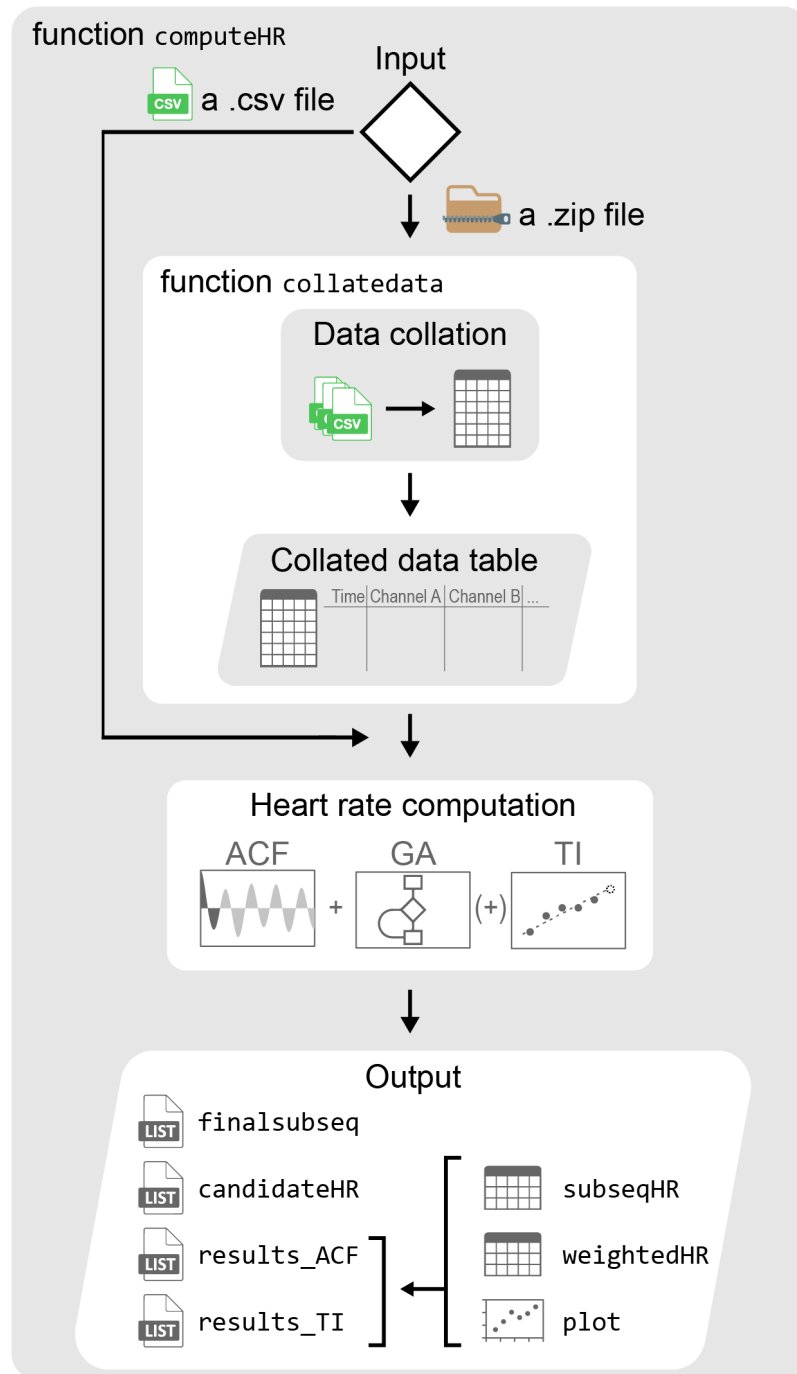 function computeHR
Input
CSV a .csv file
a .zip file
function collatedata
Data collation
CSV
Collated data table
Time Channel A Channel B ...
Heart rate computation
ACF GA TI
+ (+)
Output
LIST finalsubseq
LIST candidateHR subseqHR
LIST results_ACF weightedHR
LIST results_TI plot